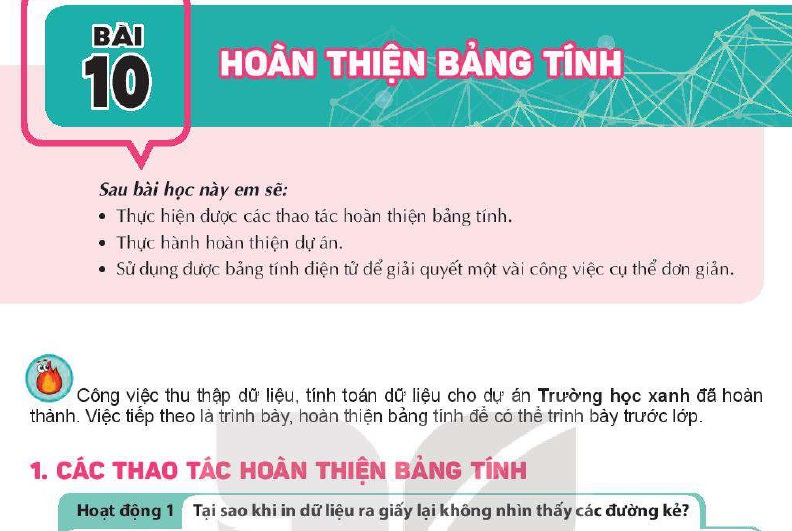 BÀI
10
HOÀN THIỆN BẢNG TÍNH
Sau bài học này em sẽ:
• Thực hiện được các thao tác hoàn thiện bảng tính.
• Thực hành hoàn thiện dự án.
• Sử dụng được bảng tính điện tử để giải quyết một vài công việc cụ thể đơn giản.
Công việc thu thập dữ liệu, tính toán dữ liệu cho dự án Trường học xanh đã hoàn
thành. Việc tiếp theo là trình bày, hoàn thiện bảng tính để có thể trình bày trước lớp.
1. CÁC THAO TÁC HOÀN THIỆN BẢNG TÍNH
Hoạt động 1 Tại sao khi in dữ liệu ra giấy lại không nhìn thấy các đường kẻ?